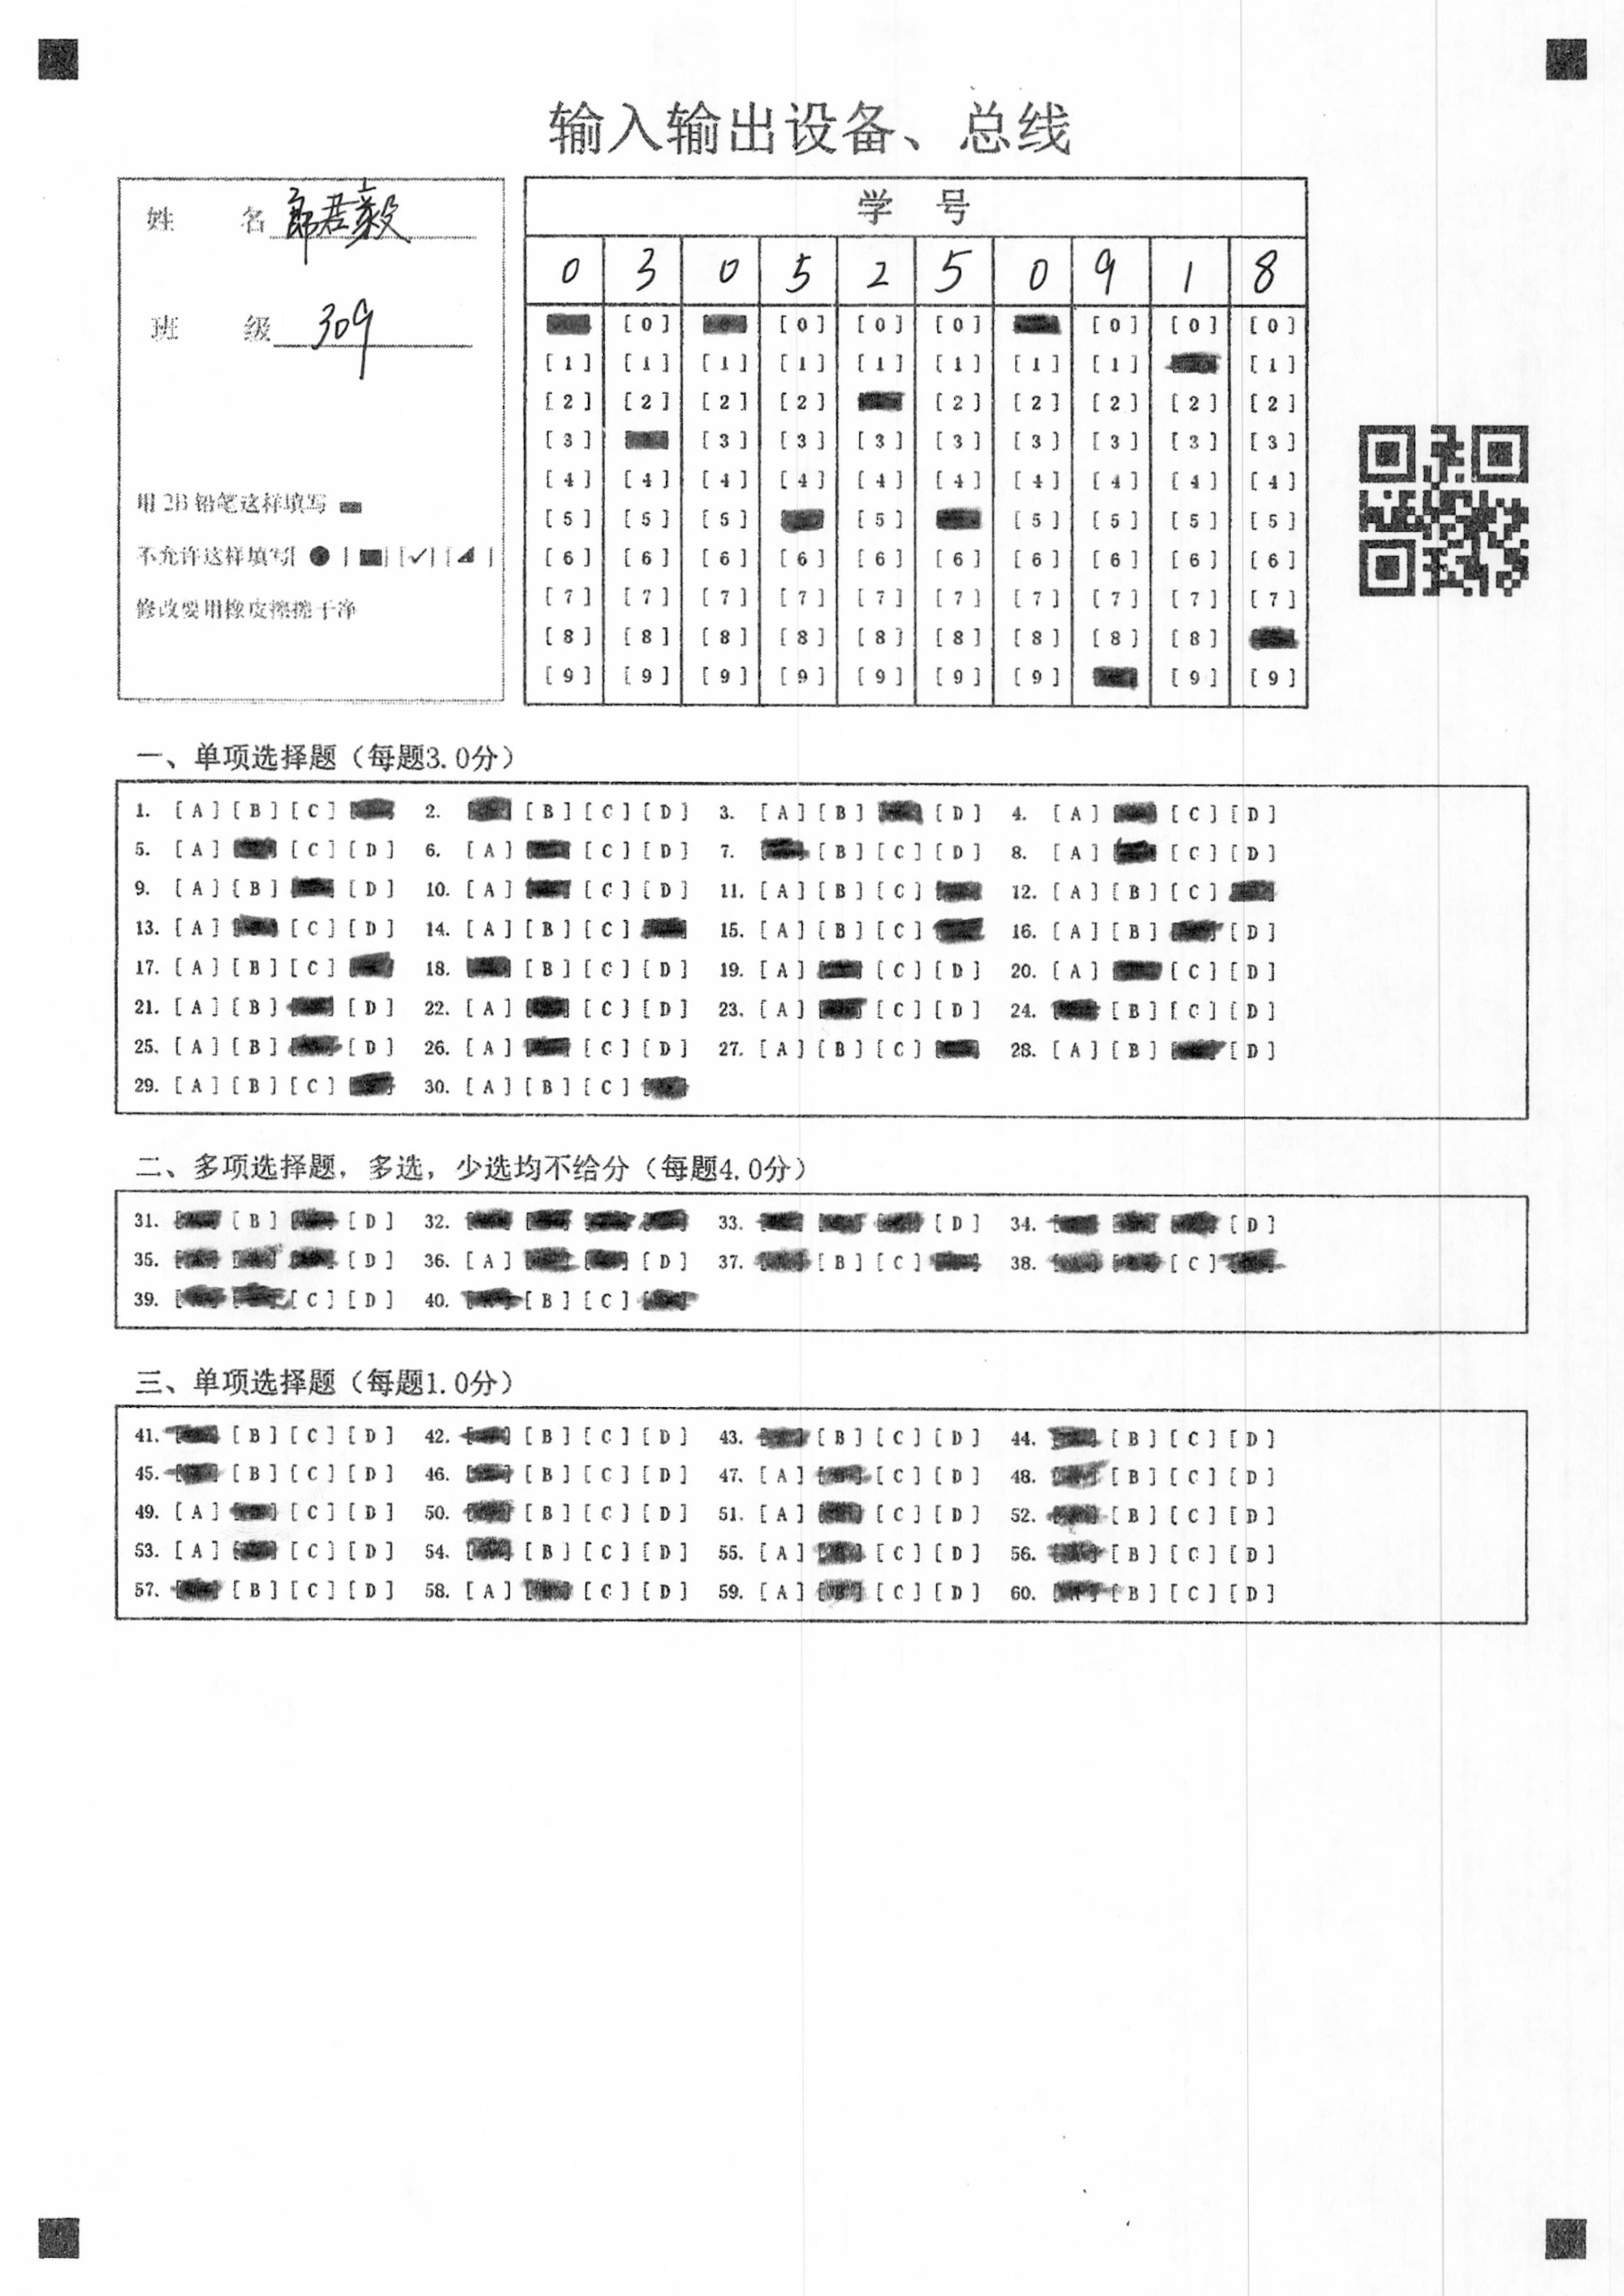 输入输出设备、总线
姓 名 郭君毅
班 级 309
用 2B 铅笔这样填写
不允许这样填写[ ● ] [■] [✓] [◢ ]
修改要用橡皮擦擦干净
学 号
0 3 0 5 2 5 0 9 1 8
[0] [0] [0] [0] [0] [0] [0]
[1] [1] [1] [1] [1] [1] [1] [1] [1]
[2] [2] [2] [2] [2] [2] [2] [2] [2]
[3] [3] [3] [3] [3] [3] [3] [3] [3]
[4] [4] [4] [4] [4] [4] [4] [4] [4] [4]
[5] [5] [5] [5] [5] [5] [5] [5]
[6] [6] [6] [6] [6] [6] [6] [6] [6] [6]
[7] [7] [7] [7] [7] [7] [7] [7] [7] [7]
[8] [8] [8] [8] [8] [8] [8] [8] [8]
[9] [9] [9] [9] [9] [9] [9] [9] [9]
一、单项选择题（每题3.0分）
1. [A] [B] [C] 2. [B] [C] [D] 3. [A] [B] [D] 4. [A] [C] [D]
5. [A] [C] [D] 6. [A] [C] [D] 7. [B] [C] [D] 8. [A] [C] [D]
9. [A] [B] [D] 10. [A] [C] [D] 11. [A] [B] [C] 12. [A] [B] [C]
13. [A] [C] [D] 14. [A] [B] [C] 15. [A] [B] [C] 16. [A] [B] [D]
17. [A] [B] [C] 18. [B] [C] [D] 19. [A] [C] [D] 20. [A] [C] [D]
21. [A] [B] [D] 22. [A] [C] [D] 23. [A] [C] [D] 24. [B] [C] [D]
25. [A] [B] [D] 26. [A] [C] [D] 27. [A] [B] [C] 28. [A] [B] [D]
29. [A] [B] [C] 30. [A] [B] [C]
二、多项选择题，多选，少选均不给分（每题4.0分）
31. [B] [D] 32. 33. [D] 34. [D]
35. [D] 36. [A] [D] 37. [B] [C] 38. [C]
39. [C] [D] 40. [B] [C]
三、单项选择题（每题1.0分）
41. [B] [C] [D] 42. [B] [C] [D] 43. [B] [C] [D] 44. [B] [C] [D]
45. [B] [C] [D] 46. [B] [C] [D] 47. [A] [C] [D] 48. [B] [C] [D]
49. [A] [C] [D] 50. [B] [C] [D] 51. [A] [C] [D] 52. [B] [C] [D]
53. [A] [C] [D] 54. [B] [C] [D] 55. [A] [C] [D] 56. [B] [C] [D]
57. [B] [C] [D] 58. [A] [C] [D] 59. [A] [C] [D] 60. [B] [C] [D]